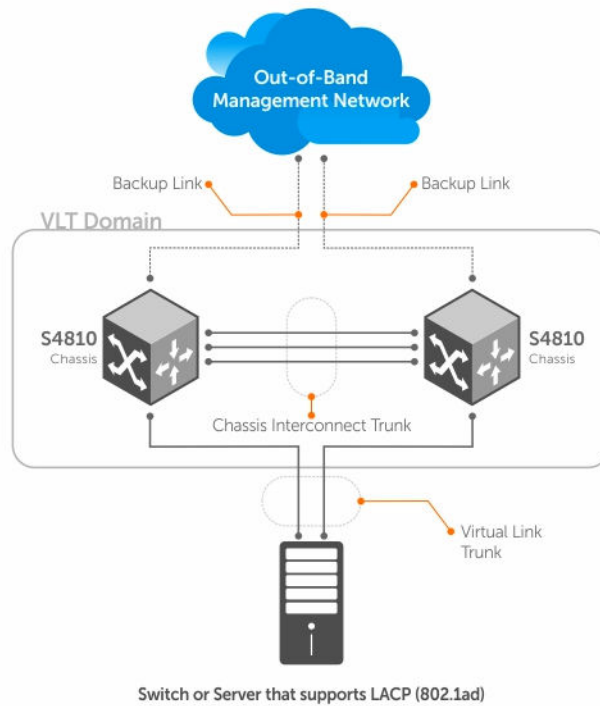 Out-of-Band
Management Network
Backup Link
Backup Link
VLT Domain
S4810
Chassis
S4810
Chassis
Chassis Interconnect Trunk
Virtual Link
Trunk
Switch or Server that supports LACP (802.1ad)